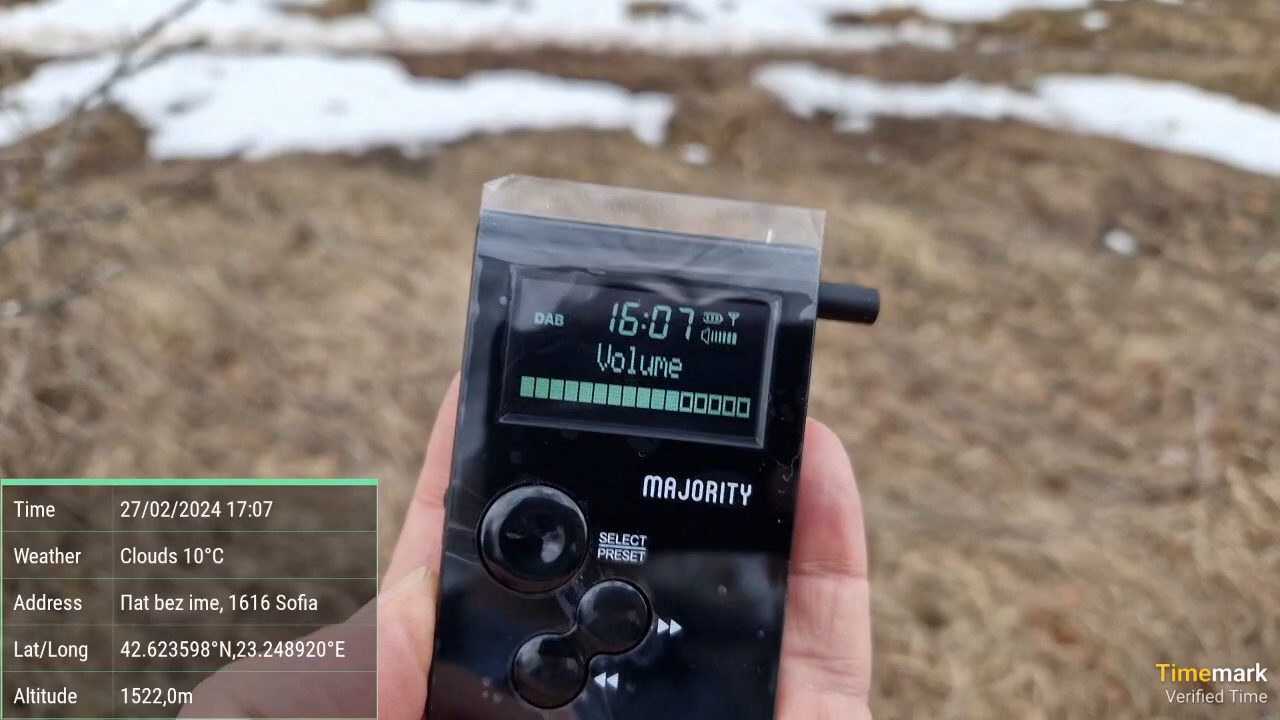 DAB 16:07
Volume
MAJORITY
SELECT
PRESET
Time 27/02/2024 17:07
Weather Clouds 10°C
Address Пat bez ime, 1616 Sofia
Lat/Long 42.623598°N,23.248920°E
Altitude 1522,0m
Timemark
Verified Time